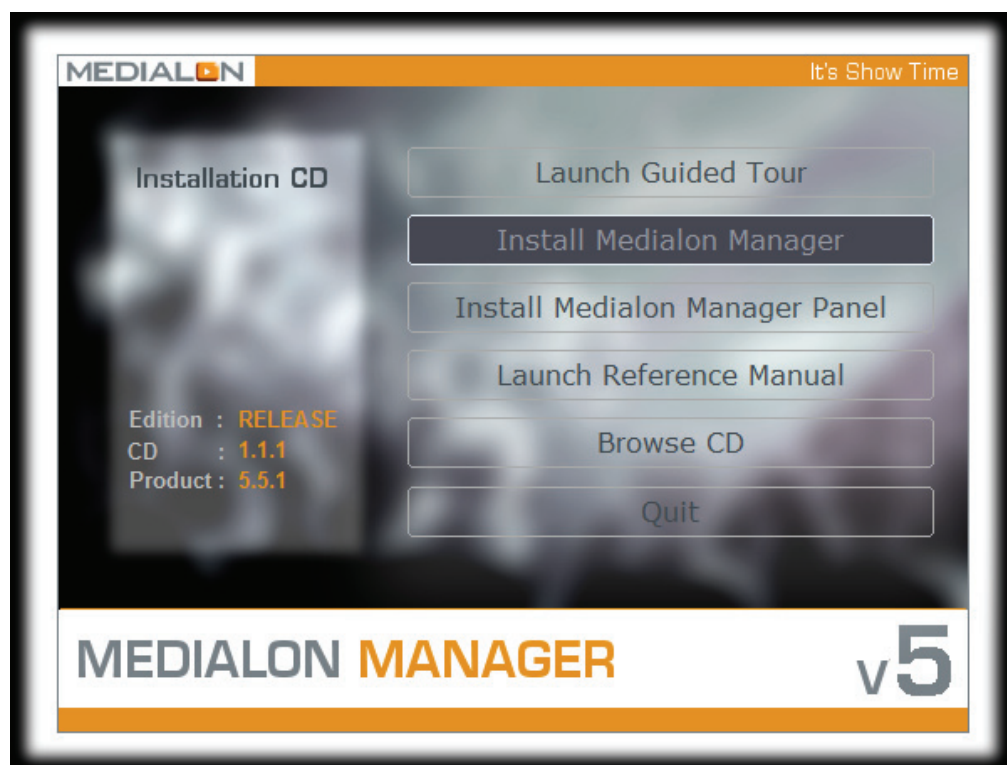 MEDIALON
It's Show Time
Installation CD
Edition : RELEASE
CD : 1.1.1
Product : 5.5.1
Launch Guided Tour
Install Medialon Manager
Install Medialon Manager Panel
Launch Reference Manual
Browse CD
Quit
MEDIALON MANAGER
v5